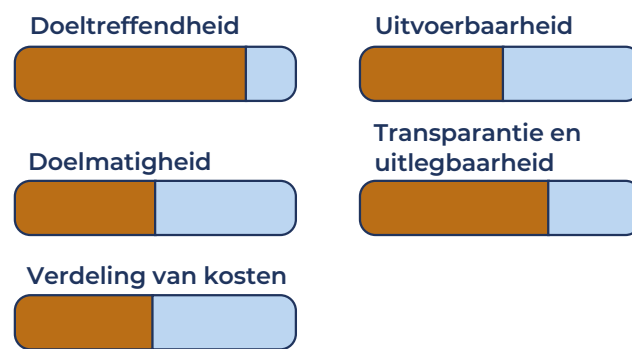 Doeltreffendheid
Uitvoerbaarheid
Doelmatigheid
Transparantie en
uitlegbaarheid
Verdeling van kosten